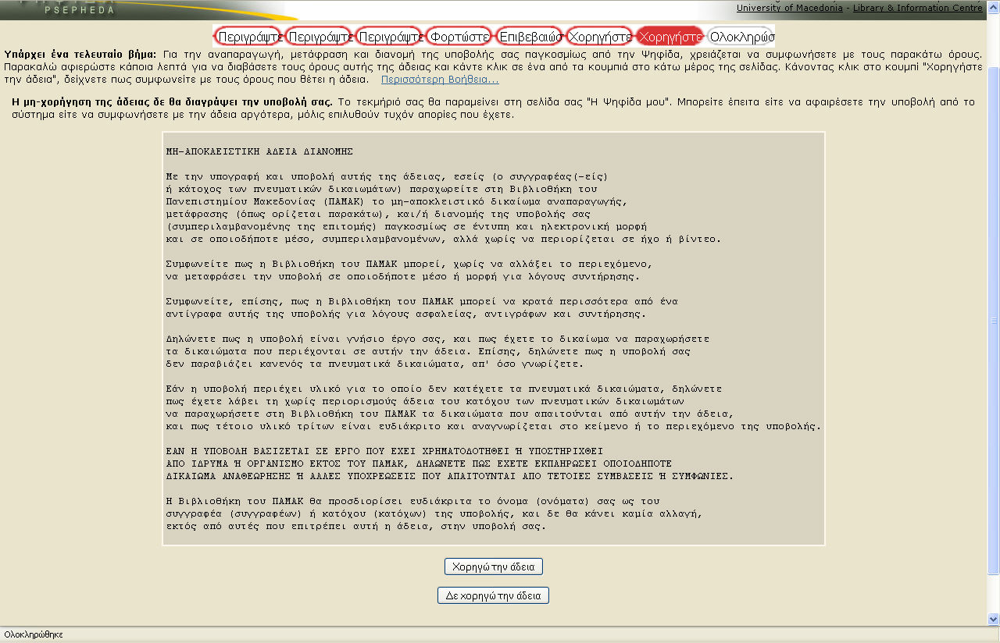 PSEPHEDA
University of Macedonia - Library & Information Centre
Περιγράψτε Περιγράψτε Περιγράψτε Φορτώστε Επιβεβαιώσ Χορηγήστε Χορηγήστε Ολοκληρώσ
Υπάρχει ένα τελευταίο βήμα: Για την αναπαραγωγή, μετάφραση και διανομή της υποβολής σας παγκοσμίως από την Ψηφίδα, χρειάζεται να συμφωνήσετε με τους παρακάτω όρους.
Παρακαλώ αφιερώστε κάποια λεπτά για να διαβάσετε τους όρους αυτής της άδειας και κάντε κλικ σε ένα από τα κουμπιά στο κάτω μέρος της σελίδας. Κάνοντας κλικ στο κουμπί "Χορηγήστε
την άδεια", δείχνετε πως συμφωνείτε με τους όρους που θέτει η άδεια. Περισσότερη Βοήθεια...
Η μη-χορήγηση της άδειας δε θα διαγράψει την υποβολή σας. Το τεκμήριό σας θα παραμείνει στη σελίδα σας "Η Ψηφίδα μου". Μπορείτε έπειτα είτε να αφαιρέσετε την υποβολή από το
σύστημα είτε να συμφωνήσετε με την άδεια αργότερα, μόλις επιλυθούν τυχόν απορίες που έχετε.
ΜΗ-ΑΠΟΚΛΕΙΣΤΙΚΗ ΑΔΕΙΑ ΔΙΑΝΟΜΗΣ
Με την υπογραφή και υποβολή αυτής της άδειας, εσείς (ο συγγραφέας(-είς)
ή κάτοχος των πνευματικών δικαιωμάτων) παραχωρείτε στη Βιβλιοθήκη του
Πανεπιστημίου Μακεδονίας (ΠΑΜΑΚ) το μη-αποκλειστικό δικαίωμα αναπαραγωγής,
μετάφρασης (όπως ορίζεται παρακάτω), και/ή διανομής της υποβολής σας
(συμπεριλαμβανομένης της επιτομής) παγκοσμίως σε έντυπη και ηλεκτρονική μορφή
και σε οποιοδήποτε μέσο, συμπεριλαμβανομένων, αλλά χωρίς να περιορίζεται σε ήχο ή βίντεο.
Συμφωνείτε πως η Βιβλιοθήκη του ΠΑΜΑΚ μπορεί, χωρίς να αλλάξει το περιεχόμενο,
να μεταφράσει την υποβολή σε οποιοδήποτε μέσο ή μορφή για λόγους συντήρησης.
Συμφωνείτε, επίσης, πως η Βιβλιοθήκη του ΠΑΜΑΚ μπορεί να κρατά περισσότερα από ένα
αντίγραφα αυτής της υποβολής για λόγους ασφαλείας, αντιγράφων και συντήρησης.
Δηλώνετε πως η υποβολή είναι γνήσιο έργο σας, και πως έχετε το δικαίωμα να παραχωρήσετε
τα δικαιώματα που περιέχονται σε αυτήν την άδεια. Επίσης, δηλώνετε πως η υποβολή σας
δεν παραβιάζει κανενός τα πνευματικά δικαιώματα, απ' όσο γνωρίζετε.
Εάν η υποβολή περιέχει υλικό για το οποίο δεν κατέχετε τα πνευματικά δικαιώματα, δηλώνετε
πως έχετε λάβει τη χωρίς περιορισμούς άδεια του κατόχου των πνευματικών δικαιωμάτων
να παραχωρήσετε στη Βιβλιοθήκη του ΠΑΜΑΚ τα δικαιώματα που απαιτούνται από αυτήν την άδεια,
και πως τέτοιο υλικό τρίτων είναι ευδιάκριτο και αναγνωρίζεται στο κείμενο ή το περιεχόμενο της υποβολής.
ΕΑΝ Η ΥΠΟΒΟΛΗ ΒΑΣΙΖΕΤΑΙ ΣΕ ΕΡΓΟ ΠΟΥ ΕΧΕΙ ΧΡΗΜΑΤΟΔΟΤΗΘΕΙ Ή ΥΠΟΣΤΗΡΙΧΘΕΙ
ΑΠΟ ΙΔΡΥΜΑ Ή ΟΡΓΑΝΙΣΜΟ ΕΚΤΟΣ ΤΟΥ ΠΑΜΑΚ, ΔΗΛΩΝΕΤΕ ΠΩΣ ΕΧΕΤΕ ΕΚΠΛΗΡΩΣΕΙ ΟΠΟΙΟΔΗΠΟΤΕ
ΔΙΚΑΙΩΜΑ ΑΝΑΘΕΩΡΗΣΗΣ Ή ΑΛΛΕΣ ΥΠΟΧΡΕΩΣΕΙΣ ΠΟΥ ΑΠΑΙΤΟΥΝΤΑΙ ΑΠΟ ΤΕΤΟΙΕΣ ΣΥΜΒΑΣΕΙΣ Ή ΣΥΜΦΩΝΙΕΣ.
Η Βιβλιοθήκη του ΠΑΜΑΚ θα προσδιορίσει ευδιάκριτα το όνομα (ονόματα) σας ως του
συγγραφέα (συγγραφέων) ή κατόχου (κατόχων) της υποβολής, και δε θα κάνει καμία αλλαγή,
εκτός από αυτές που επιτρέπει αυτή η άδεια, στην υποβολή σας.
Χορηγώ την άδεια
Δε χορηγώ την άδεια
Ολοκληρώθηκε